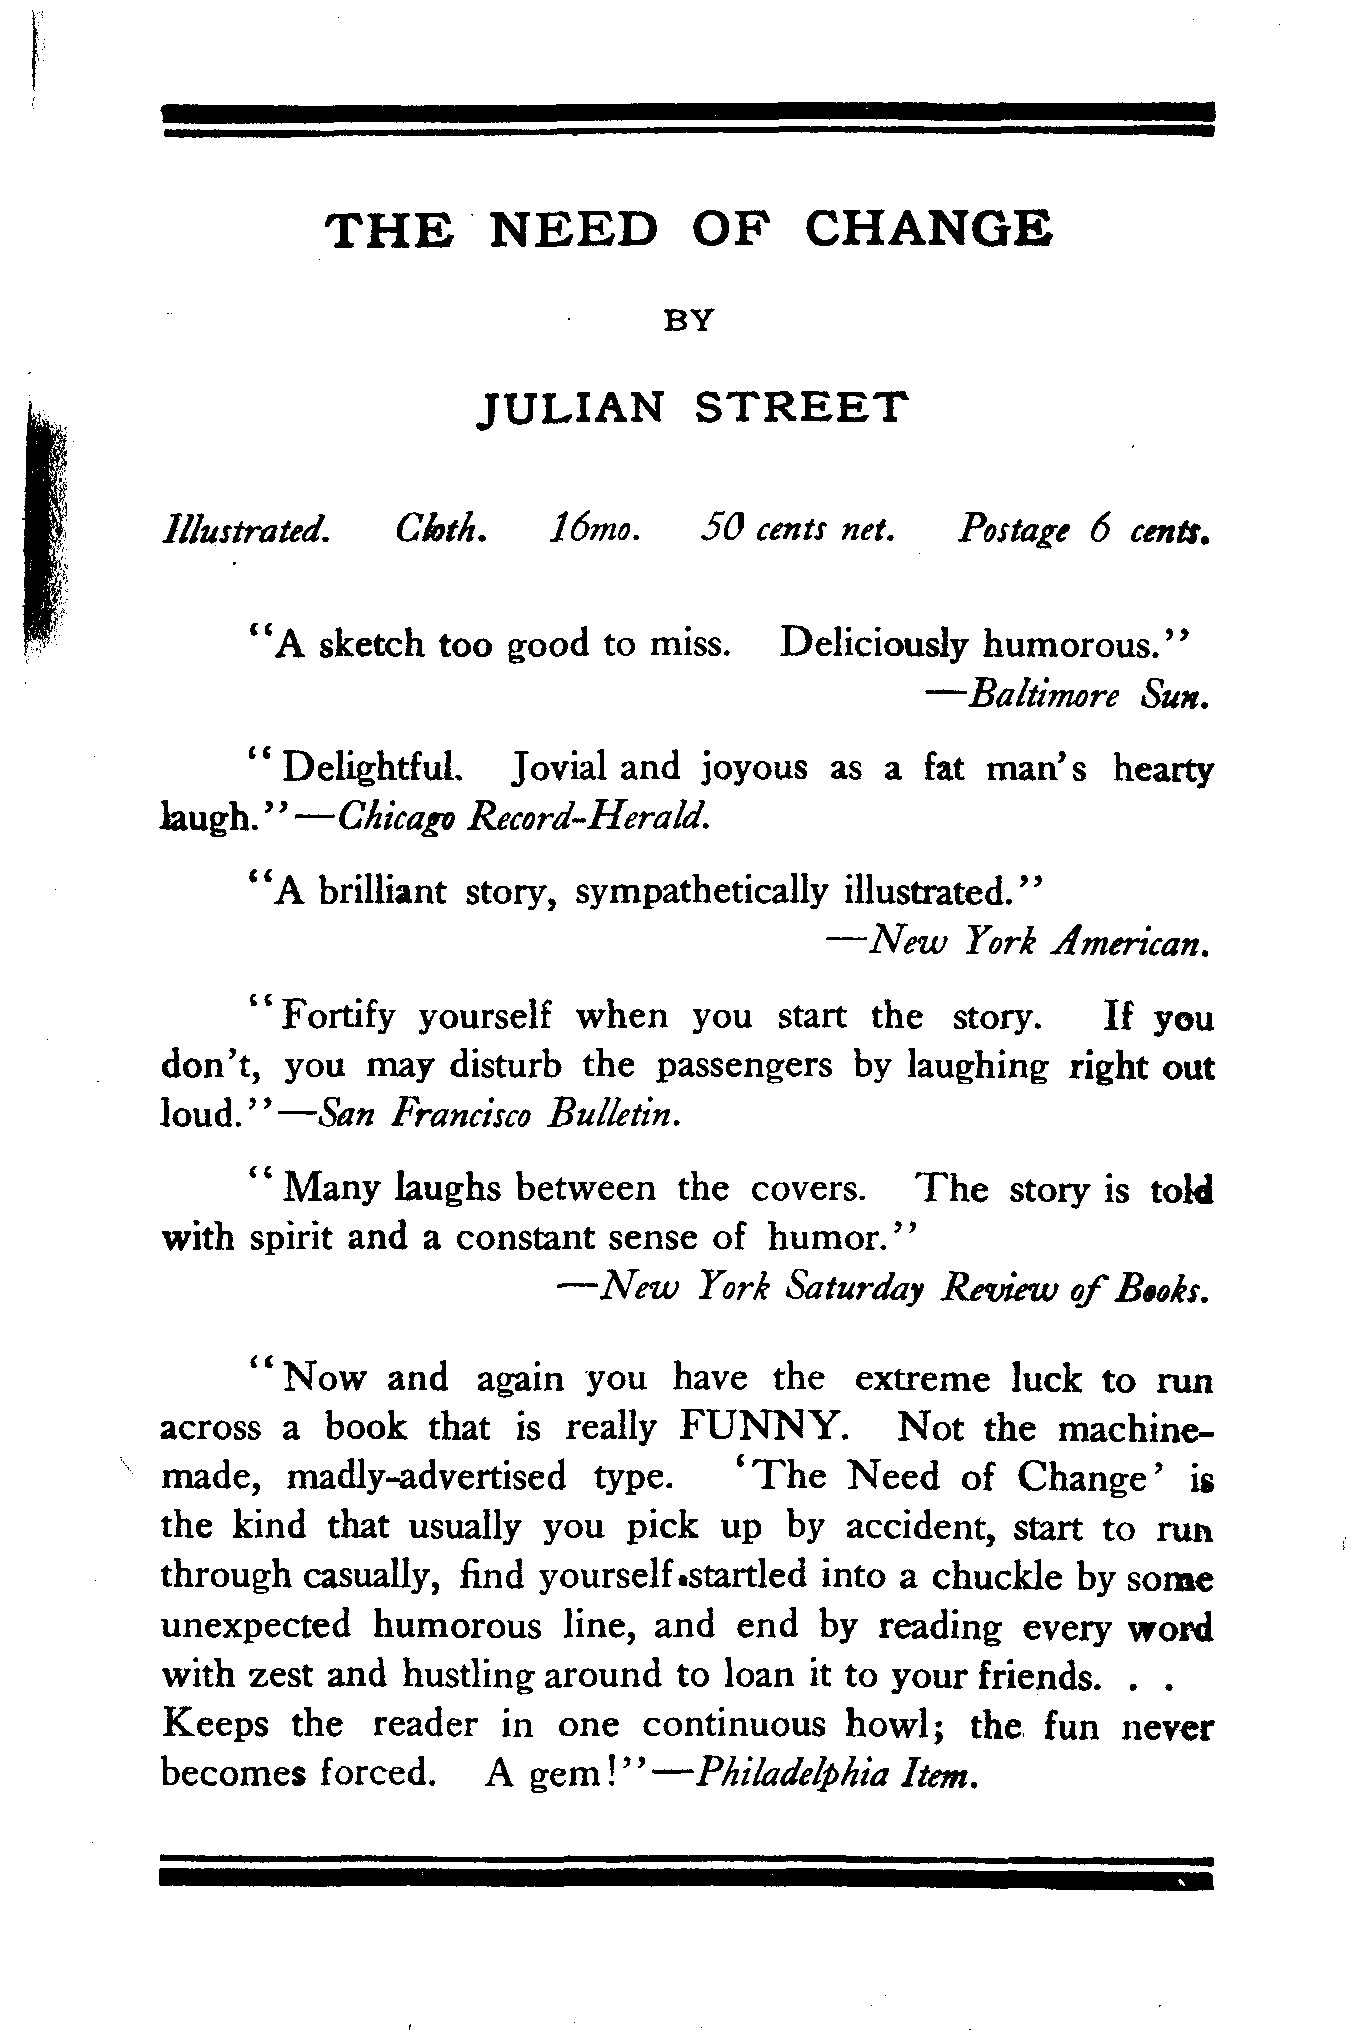 THE NEED OF CHANGE
BY
JULIAN STREET
Illustrated. Cloth. 16mo. 50 cents net. Postage 6 cents.
"A sketch too good to miss. Deliciously humorous."
—Baltimore Sun.
"Delightful. Jovial and joyous as a fat man's hearty
laugh."—Chicago Record-Herald.
"A brilliant story, sympathetically illustrated."
—New York American.
"Fortify yourself when you start the story. If you
don't, you may disturb the passengers by laughing right out
loud."—San Francisco Bulletin.
"Many laughs between the covers. The story is told
with spirit and a constant sense of humor."
—New York Saturday Review of Books.
"Now and again you have the extreme luck to run
across a book that is really FUNNY. Not the machine-
made, madly-advertised type. 'The Need of Change' is
the kind that usually you pick up by accident, start to run
through casually, find yourself startled into a chuckle by some
unexpected humorous line, and end by reading every word
with zest and hustling around to loan it to your friends. . .
Keeps the reader in one continuous howl; the fun never
becomes forced. A gem!"—Philadelphia Item.